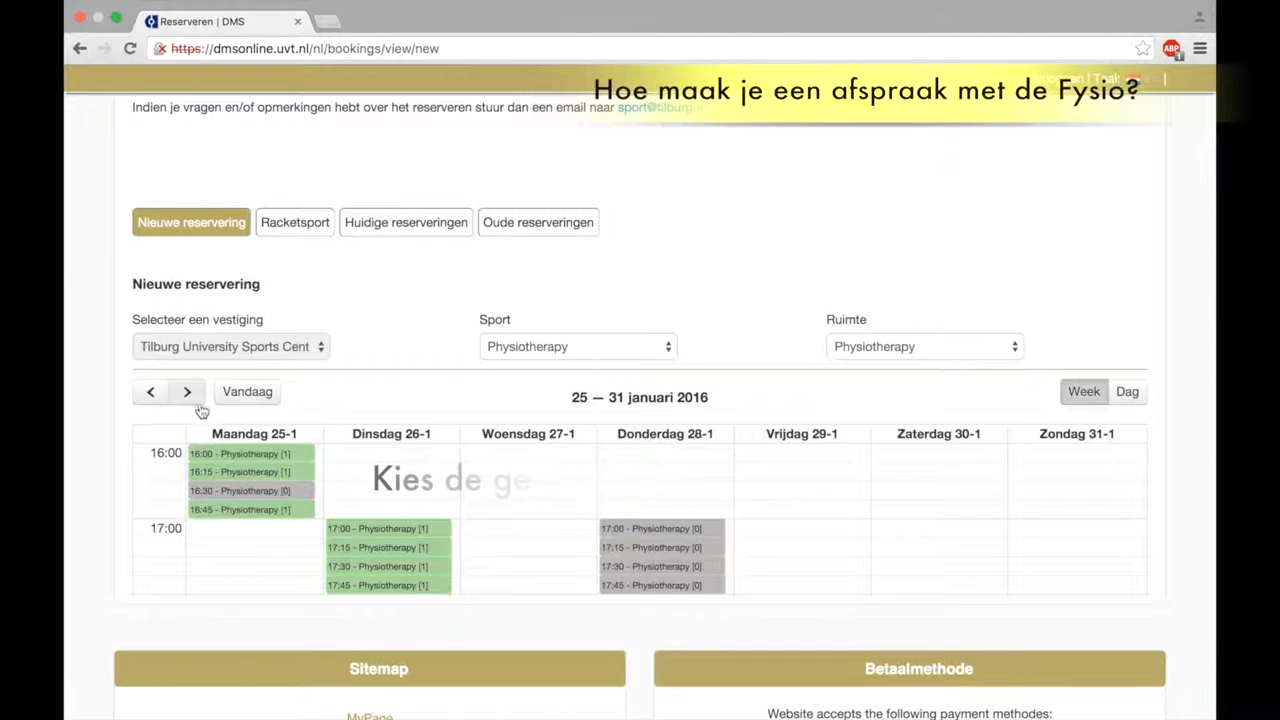 Reserveren | DMS
https://dmsonline.uvt.nl/nl/bookings/view/new
ABP
1
Taal:
Hoe maak je een afspraak met de Fysio?
Indien je vragen en/of opmerkingen hebt over het reserveren stuur dan een email naar sport@tilburgu
Nieuwe reservering
Racketsport
Huidige reserveringen
Oude reserveringen
Nieuwe reservering
Selecteer een vestiging
Sport
Ruimte
Tilburg University Sports Cent
Physiotherapy
Physiotherapy
Vandaag
25 — 31 januari 2016
Week
Dag
Maandag 25-1
Dinsdag 26-1
Woensdag 27-1
Donderdag 28-1
Vrijdag 29-1
Zaterdag 30-1
Zondag 31-1
16:00
16:00 - Physiotherapy [1]
16:15 - Physiotherapy [1]
16:30 - Physiotherapy [0]
16:45 - Physiotherapy [1]
Kies de ge
17:00
17:00 - Physiotherapy [1]
17:15 - Physiotherapy [1]
17:30 - Physiotherapy [1]
17:45 - Physiotherapy [1]
17:00 - Physiotherapy [0]
17:15 - Physiotherapy [0]
17:30 - Physiotherapy [0]
17:45 - Physiotherapy [0]
Sitemap
Betaalmethode
MyPage
Website accepts the following payment methodes: